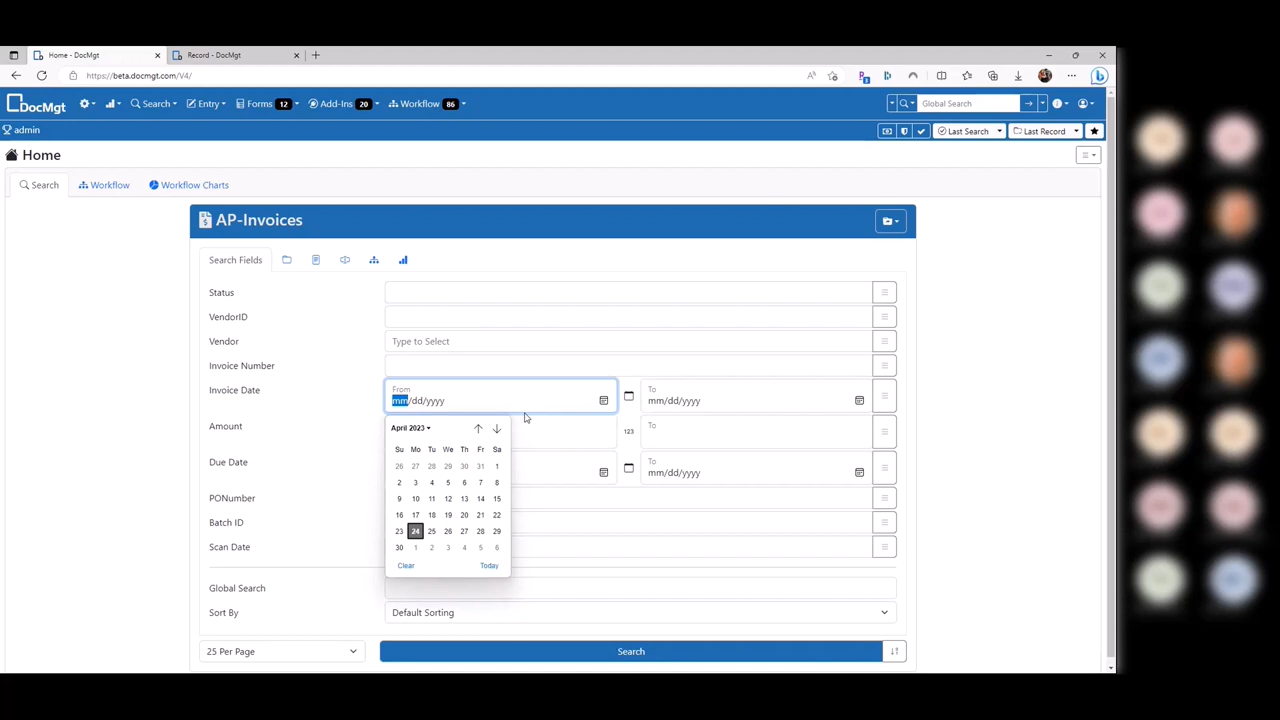 Home - DocMgt
Record - DocMgt
https://beta.docmgt.com/V4/
DocMgt
Search
Entry
Forms 12
Add-Ins 20
Workflow 86
Global Search
admin
Last Search
Last Record
Home
Search
Workflow
Workflow Charts
AP-Invoices
Search Fields
Status
VendorID
Vendor
Type to Select
Invoice Number
Invoice Date
From
mm/dd/yyyy
To
mm/dd/yyyy
Amount
123
To
Due Date
To
mm/dd/yyyy
PONumber
Batch ID
Scan Date
April 2023
Su Mo Tu We Th Fr Sa
26 27 28 29 30 31 1
2 3 4 5 6 7 8
9 10 11 12 13 14 15
16 17 18 19 20 21 22
23 24 25 26 27 28 29
30 1 2 3 4 5 6
Clear
Today
Global Search
Sort By
Default Sorting
25 Per Page
Search